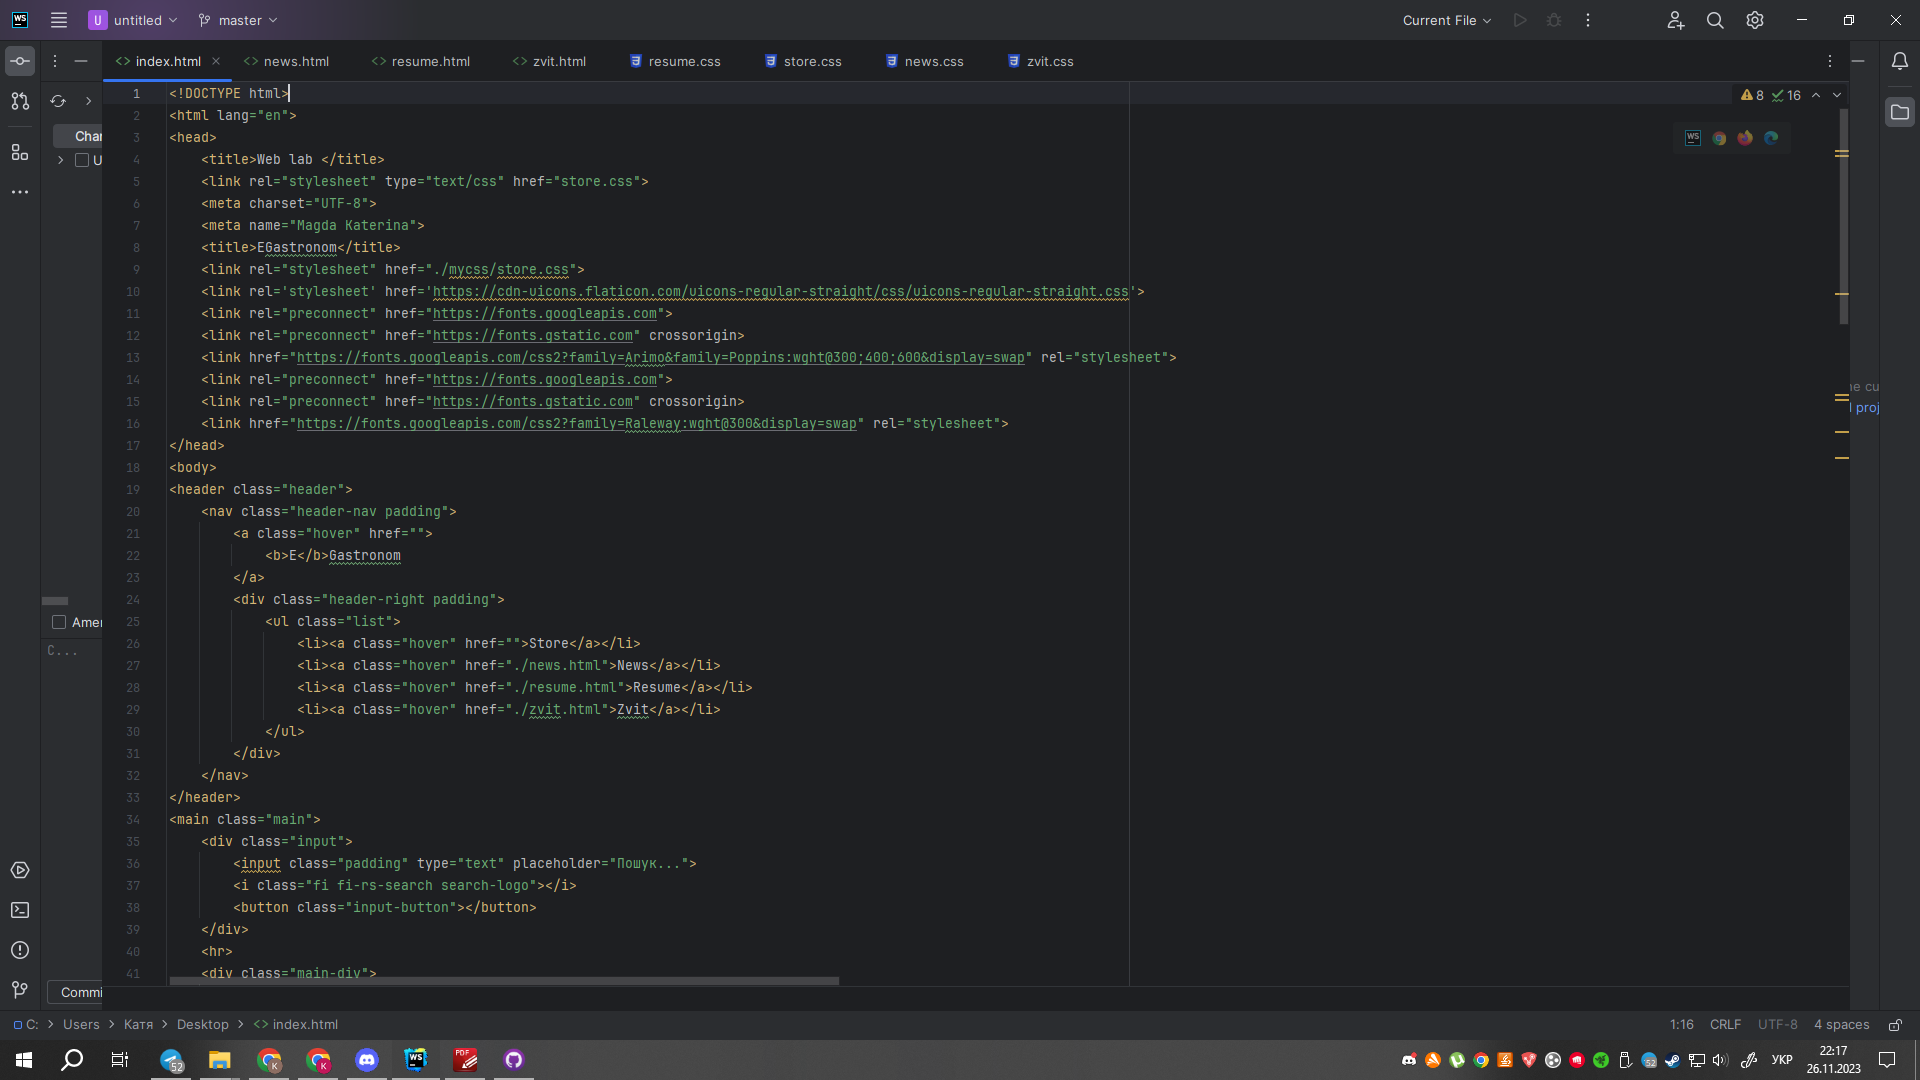 WS
U untitled
master
Current File
index.html
news.html
resume.html
zvit.html
resume.css
store.css
news.css
zvit.css
8 16
WS
1 <!DOCTYPE html>
2 <html lang="en">
3 <head>
4 <title>Web lab </title>
5 <link rel="stylesheet" type="text/css" href="store.css">
6 <meta charset="UTF-8">
7 <meta name="Magda Katerina">
8 <title>EGastronom</title>
9 <link rel="stylesheet" href="./mycss/store.css">
10 <link rel='stylesheet' href='https://cdn-uicons.flaticon.com/uicons-regular-straight/css/uicons-regular-straight.css'>
11 <link rel="preconnect" href="https://fonts.googleapis.com">
12 <link rel="preconnect" href="https://fonts.gstatic.com" crossorigin>
13 <link href="https://fonts.googleapis.com/css2?family=Arimo&family=Poppins:wght@300;400;600&display=swap" rel="stylesheet">
14 <link rel="preconnect" href="https://fonts.googleapis.com">
15 <link rel="preconnect" href="https://fonts.gstatic.com" crossorigin>
16 <link href="https://fonts.googleapis.com/css2?family=Raleway:wght@300&display=swap" rel="stylesheet">
17 </head>
18 <body>
19 <header class="header">
20 <nav class="header-nav padding">
21 <a class="hover" href="">
22 <b>E</b>Gastronom
23 </a>
24 <div class="header-right padding">
25 <ul class="list">
26 <li><a class="hover" href="">Store</a></li>
27 <li><a class="hover" href="./news.html">News</a></li>
28 <li><a class="hover" href="./resume.html">Resume</a></li>
29 <li><a class="hover" href="./zvit.html">Zvit</a></li>
30 </ul>
31 </div>
32 </nav>
33 </header>
34 <main class="main">
35 <div class="input">
36 <input class="padding" type="text" placeholder="Пошук...">
37 <i class="fi fi-rs-search search-logo"></i>
38 <button class="input-button"></button>
39 </div>
40 <hr>
41 <div class="main-div">
Char
U
Amer
C...
Commi
ne cu
proj
C: > Users > Катя > Desktop > index.html
1:16 CRLF UTF-8 4 spaces
52
K
K
WS
PDF
52
УКР
22:17
26.11.2023